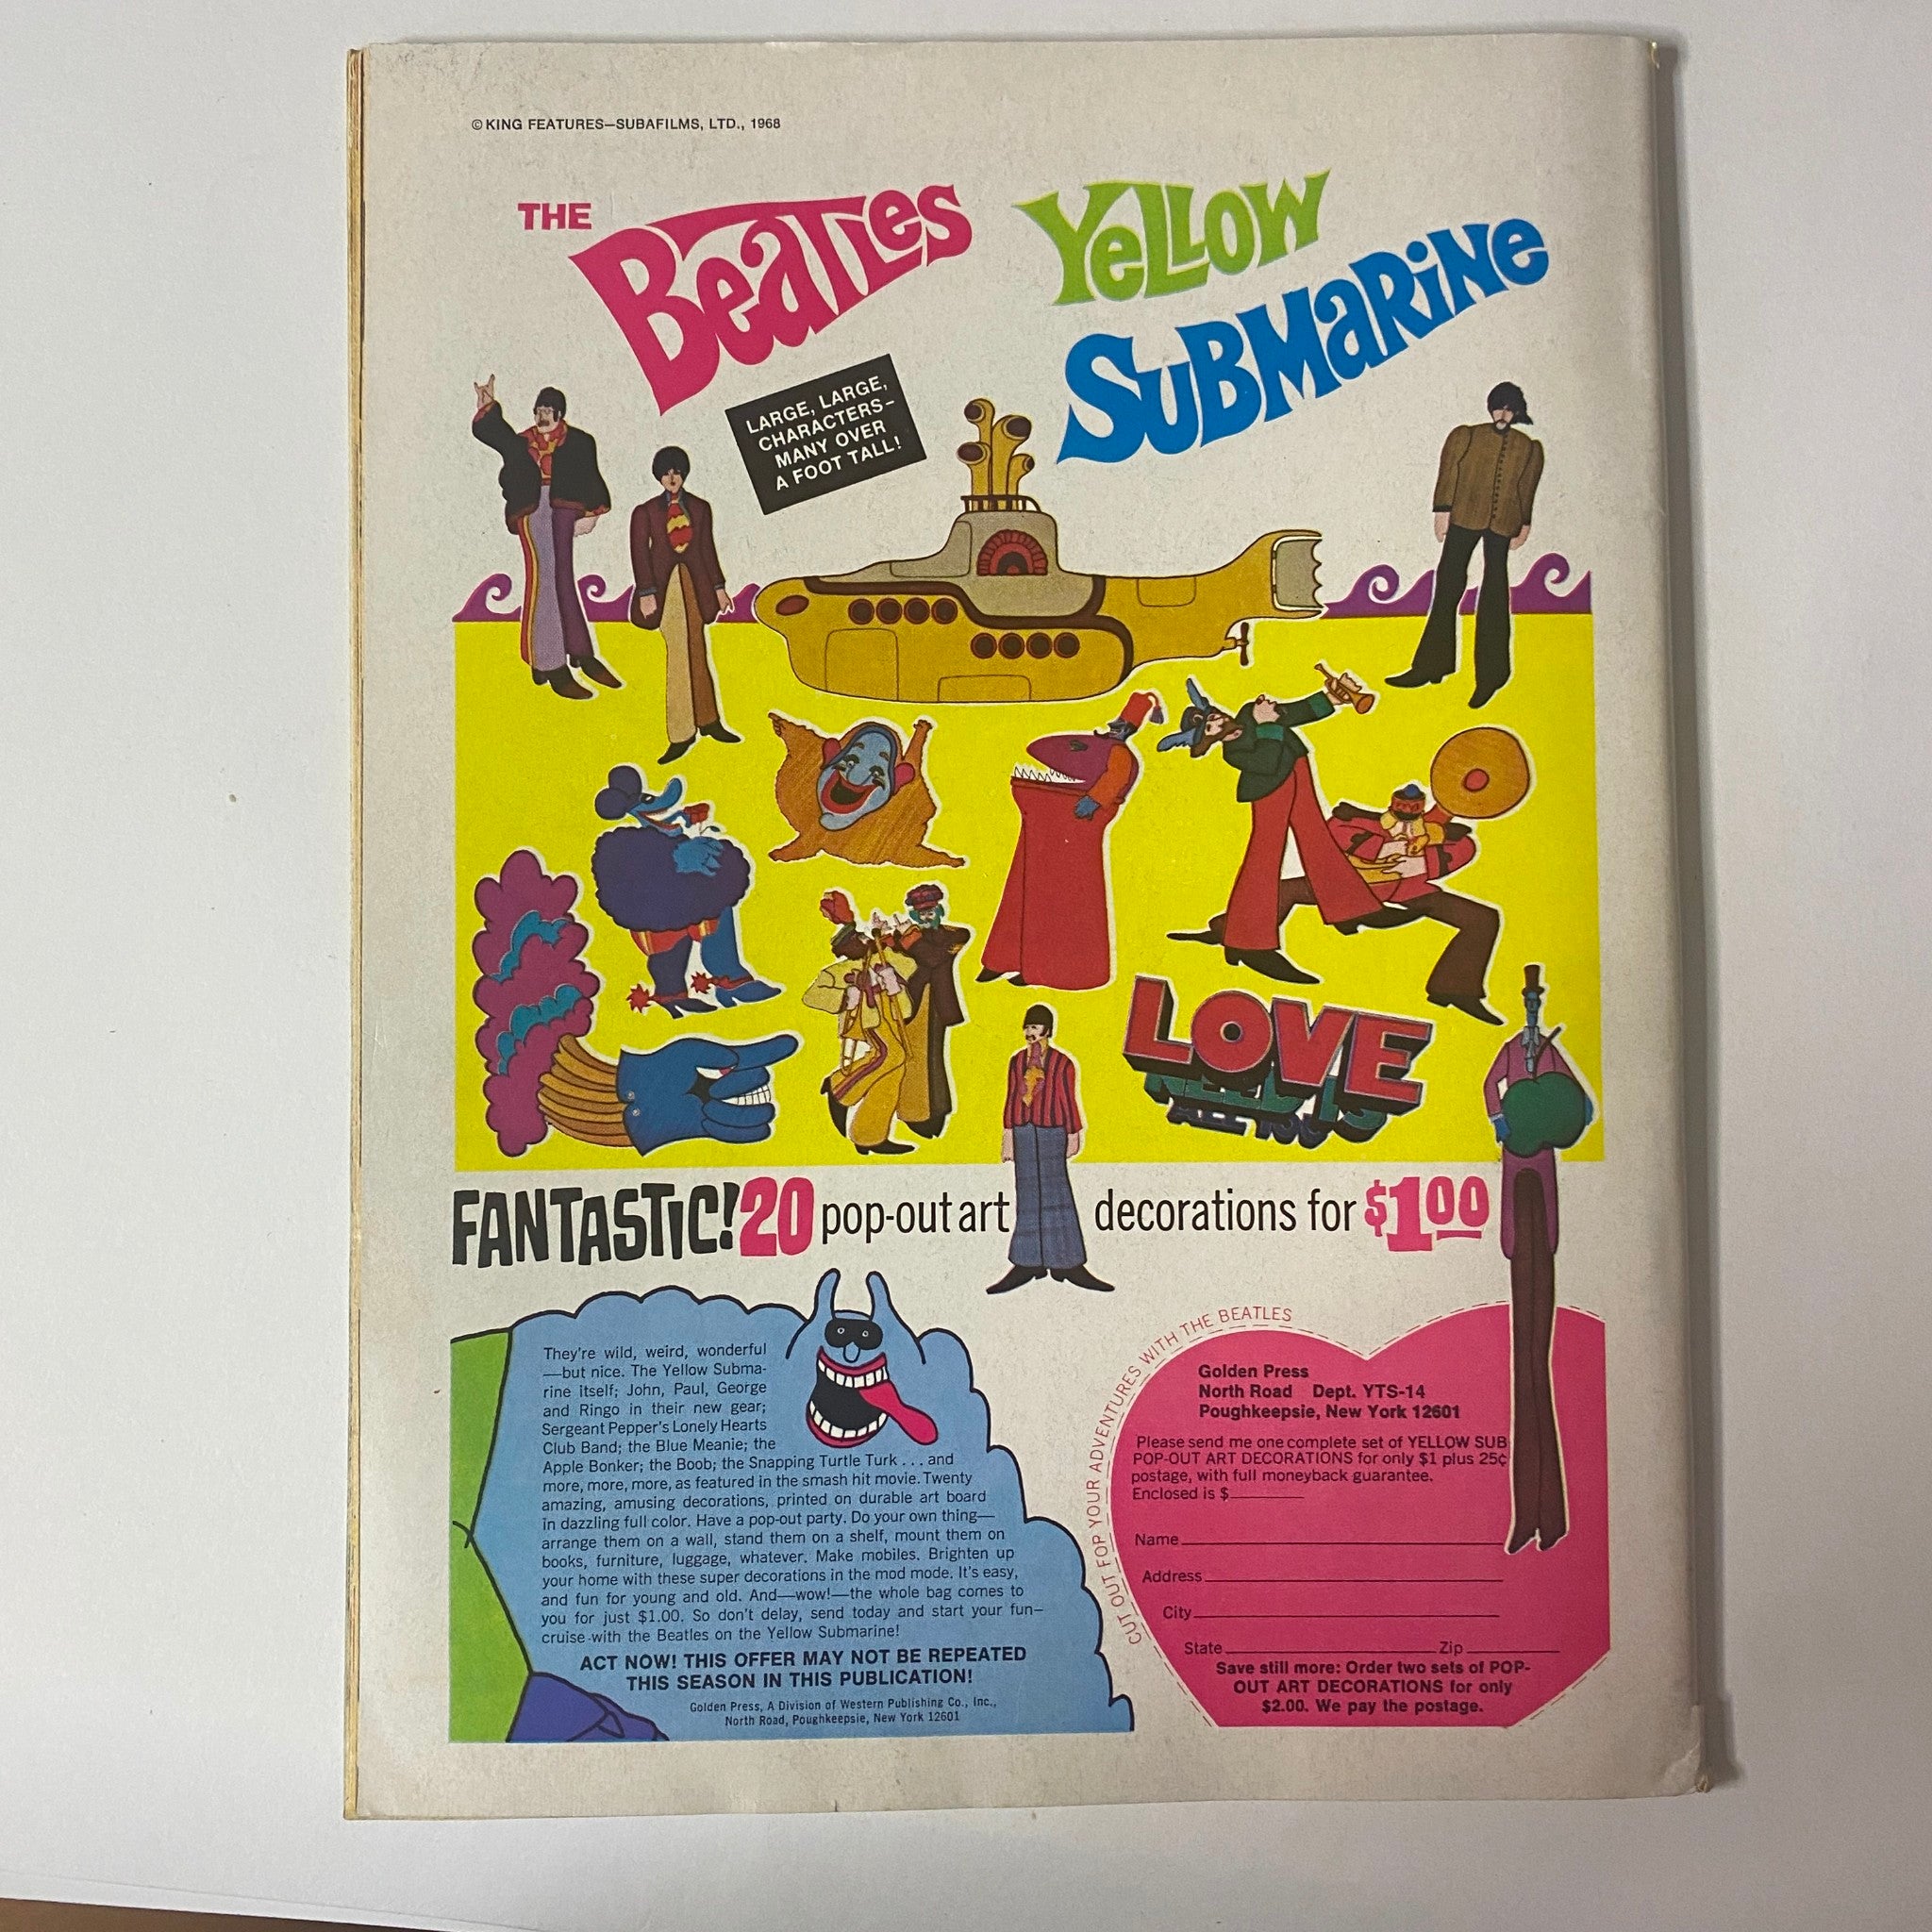 © KING FEATURES—SUBAFILMS, LTD., 1968
THE BeaTLes
YeLLOW
SuBMaRiNe
LARGE, LARGE,
CHARACTERS–
MANY OVER
A FOOT TALL!
LOVE
NEED IS
ALL YOU
FANTASTiC! 20 pop-out art decorations for $1.00
They're wild, weird, wonderful
—but nice. The Yellow Subma-
rine itself; John, Paul, George
and Ringo in their new gear;
Sergeant Pepper's Lonely Hearts
Club Band; the Blue Meanie; the
Apple Bonker; the Boob; the Snapping Turtle Turk . . . and
more, more, more, as featured in the smash hit movie. Twenty
amazing, amusing decorations, printed on durable art board
in dazzling full color. Have a pop-out party. Do your own thing—
arrange them on a wall, stand them on a shelf, mount them on
books, furniture, luggage, whatever. Make mobiles. Brighten up
your home with these super decorations in the mod mode. It's easy,
and fun for young and old. And—wow!—the whole bag comes to
you for just $1.00. So don't delay, send today and start your fun–
cruise with the Beatles on the Yellow Submarine!
ACT NOW! THIS OFFER MAY NOT BE REPEATED
THIS SEASON IN THIS PUBLICATION!
Golden Press, A Division of Western Publishing Co., Inc.,
North Road, Poughkeepsie, New York 12601
CUT OUT FOP YOUR ADVENTURES WITH THE BEATLES
Golden Press
North Road Dept. YTS-14
Poughkeepsie, New York 12601
Please send me one complete set of YELLOW SUB
POP-OUT ART DECORATIONS for only $1 plus 25¢
postage, with full moneyback guarantee.
Enclosed is $
Name
Address
City
State Zip
Save still more: Order two sets of POP-
OUT ART DECORATIONS for only
$2.00. We pay the postage.